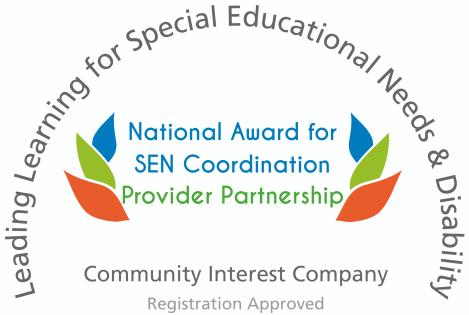 Leading Learning for Special Educational Needs & Disability
National Award for
SEN Coordination
Provider Partnership
Community Interest Company
Registration Approved